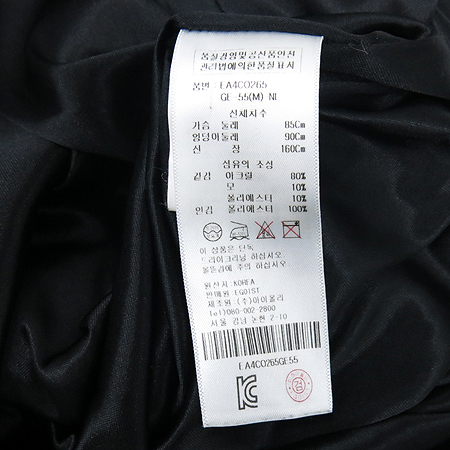 품질경영및공산품안전
관리법에의한품질표시
품번 : EA4CO265
GE 55(M) NL
신체치수
가슴 둘레 85Cm
엉덩이둘레 90Cm
신 장 160Cm
섬유의 조성
겉감 아크릴 80%
모 10%
폴리에스터 10%
안감 폴리에스터 100%
이 상품은 단독
드라이크리닝 하십시오.
올뜯김에 주의 하십시오.
원산지: KOREA
판매원: EGOIST
제조원: (주)아이올리
Tel)080-002-2800
서울 강남 논현 2-10
EA4CO265GE55